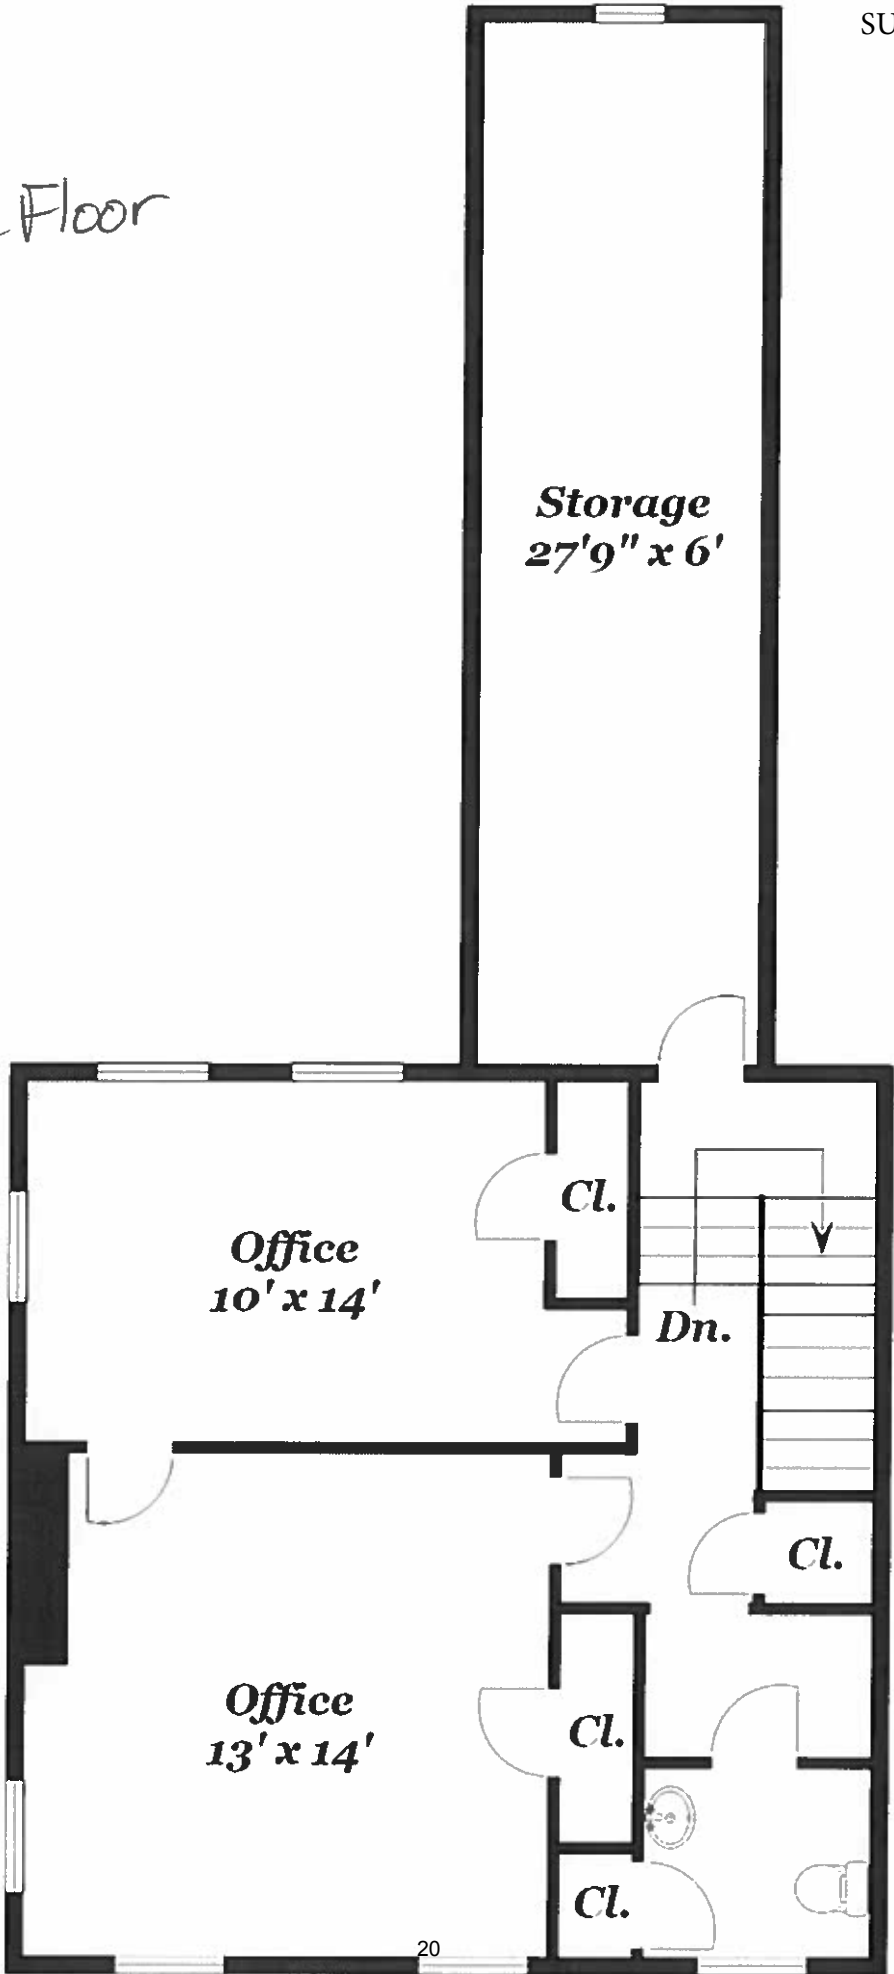 SU
Floor
Storage
27'9" x 6'
Cl.
Office
10' x 14'
Dn.
Cl.
Office
13' x 14'
Cl.
Cl.
20